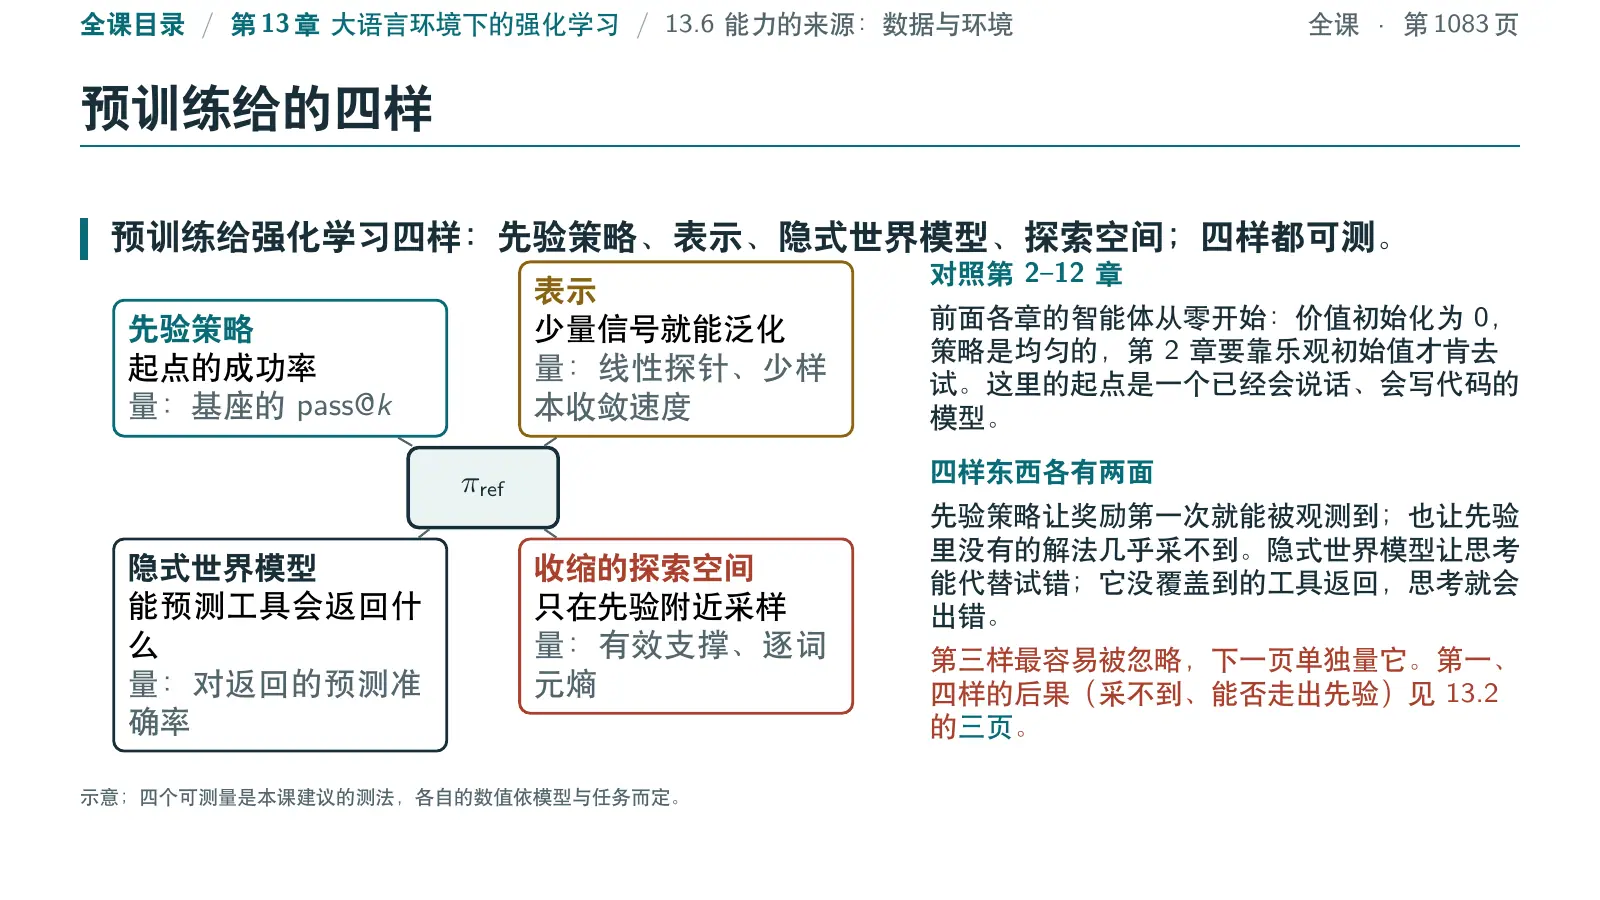 全课目录 / 第 13 章 大语言环境下的强化学习 / 13.6 能力的来源：数据与环境
全课 · 第 1083 页
预训练给的四样
预训练给强化学习四样：先验策略、表示、隐式世界模型、探索空间；四样都可测。
先验策略
起点的成功率
量：基座的 pass@k
表示
少量信号就能泛化
量：线性探针、少样
本收敛速度
π_ref
隐式世界模型
能预测工具会返回什
么
量：对返回的预测准
确率
收缩的探索空间
只在先验附近采样
量：有效支撑、逐词
元熵
对照第 2–12 章
前面各章的智能体从零开始：价值初始化为 0，
策略是均匀的，第 2 章要靠乐观初始值才肯去
试。这里的起点是一个已经会说话、会写代码的
模型。
四样东西各有两面
先验策略让奖励第一次就能被观测到；也让先验
里没有的解法几乎采不到。隐式世界模型让思考
能代替试错；它没覆盖到的工具返回，思考就会
出错。
第三样最容易被忽略，下一页单独量它。第一、
四样的后果（采不到、能否走出先验）见 13.2
的三页。
示意；四个可测量是本课建议的测法，各自的数值依模型与任务而定。